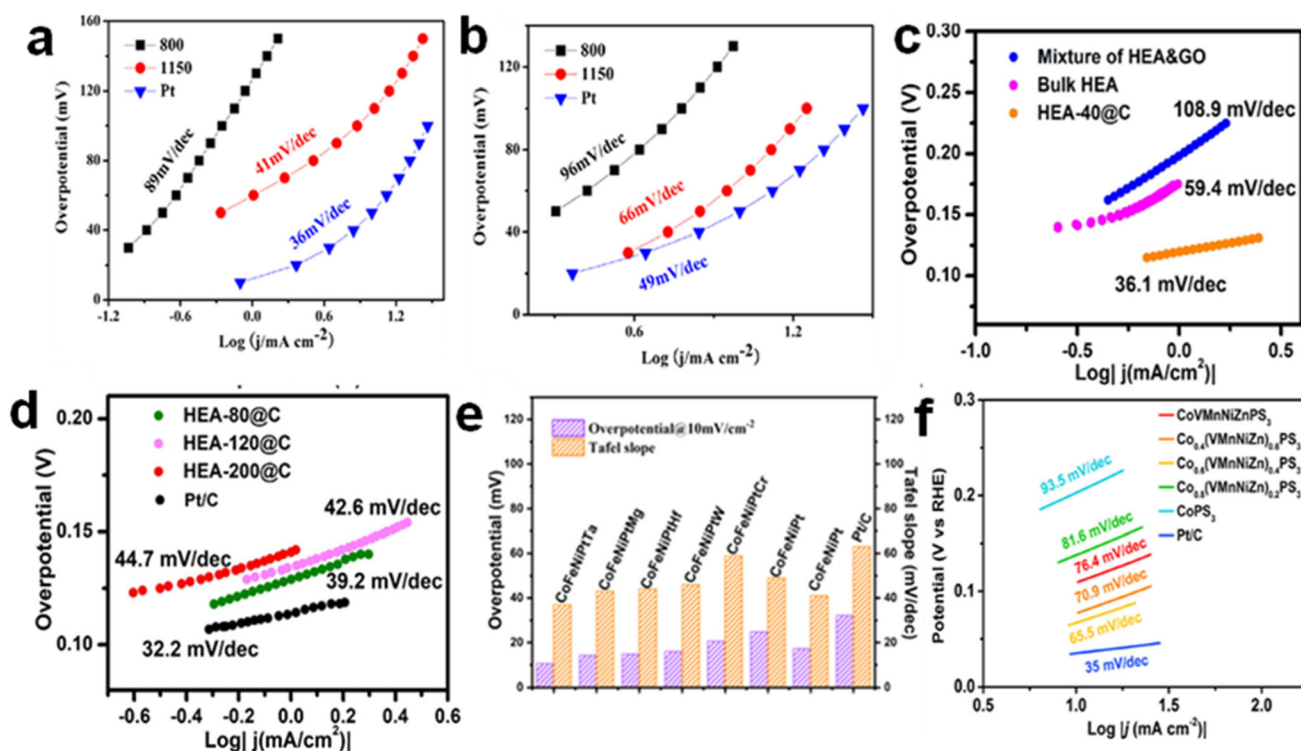 a
160
120
80
40
0
Overpotential (mV)
800
1150
Pt
89mV/dec
41mV/dec
36mV/dec
-1.2
-0.6
0.0
0.6
1.2
Log (j/mA cm⁻²)
b
120
80
40
0
Overpotential (mV)
800
1150
Pt
96mV/dec
66mV/dec
49mV/dec
0.6
1.2
Log (j/mA cm⁻²)
c
0.25
0.20
0.15
0.10
Overpotential (V)
Mixture of HEA&GO
Bulk HEA
HEA-40@C
108.9 mV/dec
59.4 mV/dec
36.1 mV/dec
-1.0
-0.5
0.0
0.5
Log| j(mA/cm²)|
d
0.20
0.15
0.10
Overpotential (V)
HEA-80@C
HEA-120@C
HEA-200@C
Pt/C
42.6 mV/dec
44.7 mV/dec
39.2 mV/dec
32.2 mV/dec
-0.6
-0.4
-0.2
0.0
0.2
0.4
0.6
Log| j(mA/cm²)|
e
120
100
80
60
40
20
0
Overpotential (mV)
Overpotential@10mV/cm⁻²
Tafel slope
CoFeNiPtTa
CoFeNiPtMg
CoFeNiPtHf
CoFeNiPtW
CoFeNiPtCr
CoFeNiPt
CoFeNiPt
Pt/C
120
100
80
60
40
20
0
Tafel slope (mV/dec)
f
0.3
0.2
0.1
0.0
Potential (V vs RHE)
CoVMnNiZnPS₃
Co₀.₄(VMnNiZn)₀.₆PS₃
Co₀.₆(VMnNiZn)₀.₄PS₃
Co₀.₈(VMnNiZn)₀.₂PS₃
CoPS₃
Pt/C
93.5 mV/dec
81.6 mV/dec
76.4 mV/dec
70.9 mV/dec
65.5 mV/dec
35 mV/dec
0.5
1.0
1.5
2.0
Log |j (mA cm⁻²)|